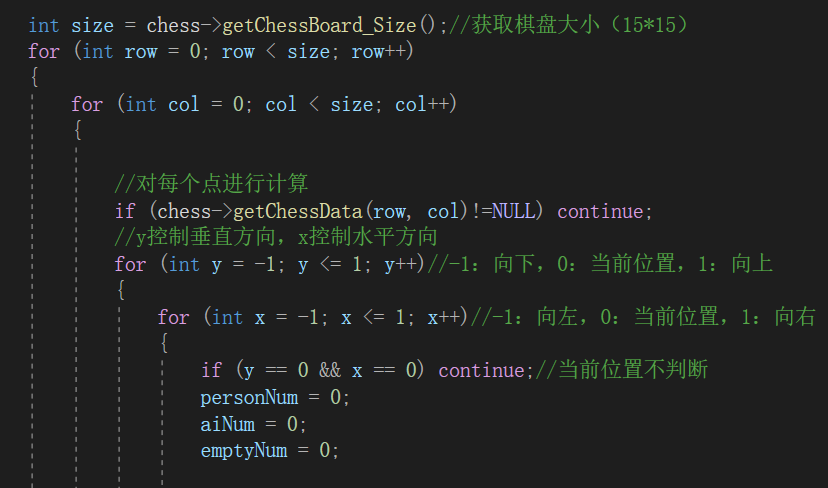 int size = chess->getChessBoard_Size();//获取棋盘大小（15*15）
for (int row = 0; row < size; row++)
{
for (int col = 0; col < size; col++)
{
//对每个点进行计算
if (chess->getChessData(row, col)!=NULL) continue;
//y控制垂直方向，x控制水平方向
for (int y = -1; y <= 1; y++)//-1：向下，0：当前位置，1：向上
{
for (int x = -1; x <= 1; x++)//-1：向左，0：当前位置，1：向右
{
if (y == 0 && x == 0) continue;//当前位置不判断
personNum = 0;
aiNum = 0;
emptyNum = 0;